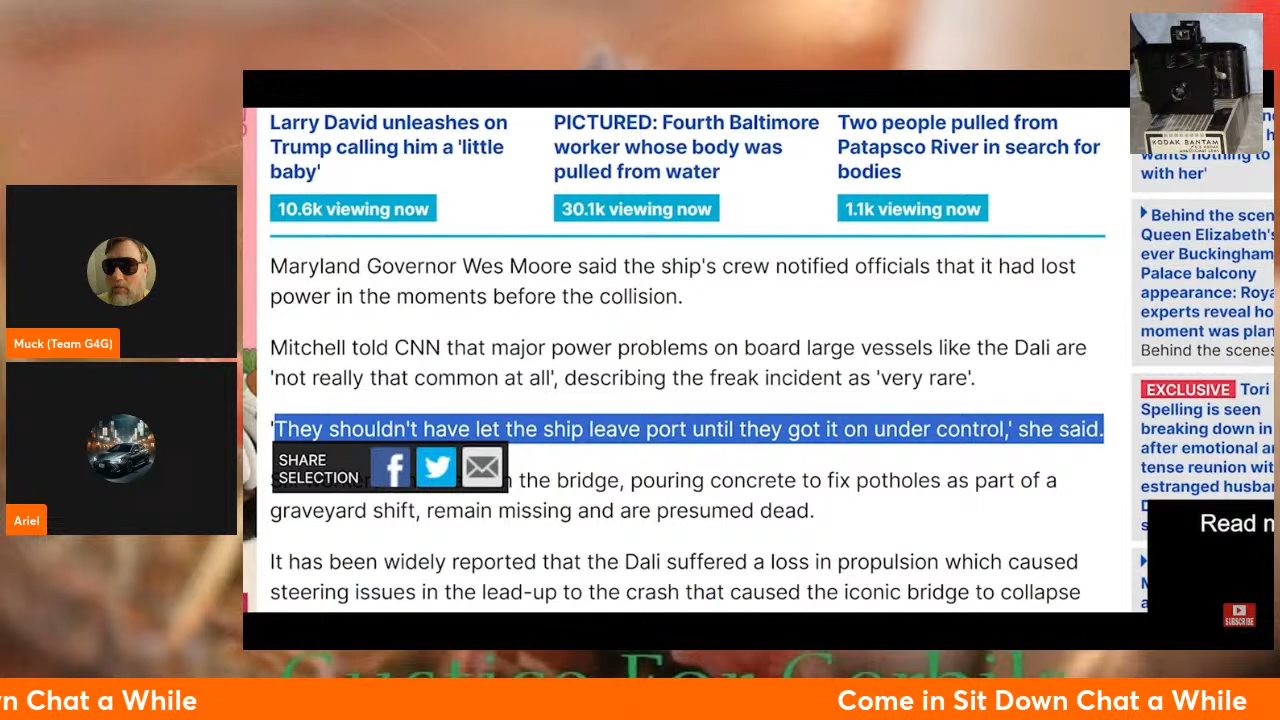 Larry David unleashes on
Trump calling him a 'little
baby'
10.6k viewing now
PICTURED: Fourth Baltimore
worker whose body was
pulled from water
30.1k viewing now
Two people pulled from
Patapsco River in search for
bodies
1.1k viewing now
Maryland Governor Wes Moore said the ship's crew notified officials that it had lost
power in the moments before the collision.
Mitchell told CNN that major power problems on board large vessels like the Dali are
'not really that common at all', describing the freak incident as 'very rare'.
'They shouldn't have let the ship leave port until they got it on under control,' she said.
SHARE
SELECTION
the bridge, pouring concrete to fix potholes as part of a
graveyard shift, remain missing and are presumed dead.
It has been widely reported that the Dali suffered a loss in propulsion which caused
steering issues in the lead-up to the crash that caused the iconic bridge to collapse
KODAK BANTAM
wants nothing to
with her'
Behind the scen
Queen Elizabeth's
ever Buckingham
Palace balcony
appearance: Roya
experts reveal ho
moment was plan
Behind the scenes
EXCLUSIVE Tori
Spelling is seen
breaking down in
after emotional a
tense reunion wit
estranged husba
Read m
SUBSCRIBE
Muck (Team G4G)
Ariel
Justice For Gerbils
wn Chat a While
Come in Sit Down Chat a While